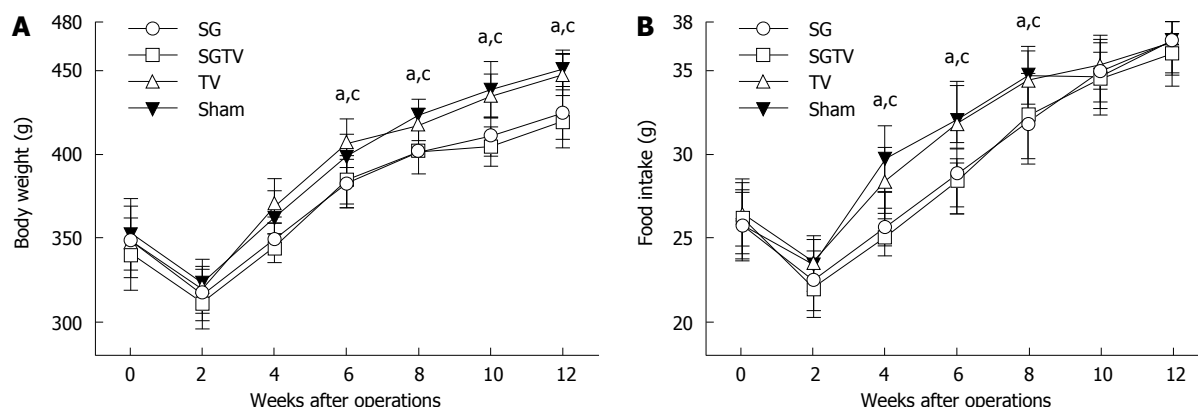 A
480
450
400
350
300
280
Body weight (g)
SG
SGTV
TV
Sham
a,c
a,c
a,c
a,c
0 2 4 6 8 10 12
Weeks after operations
B
38
35
30
25
20
18
Food intake (g)
SG
SGTV
TV
Sham
a,c
a,c
a,c
0 2 4 6 8 10 12
Weeks after operations